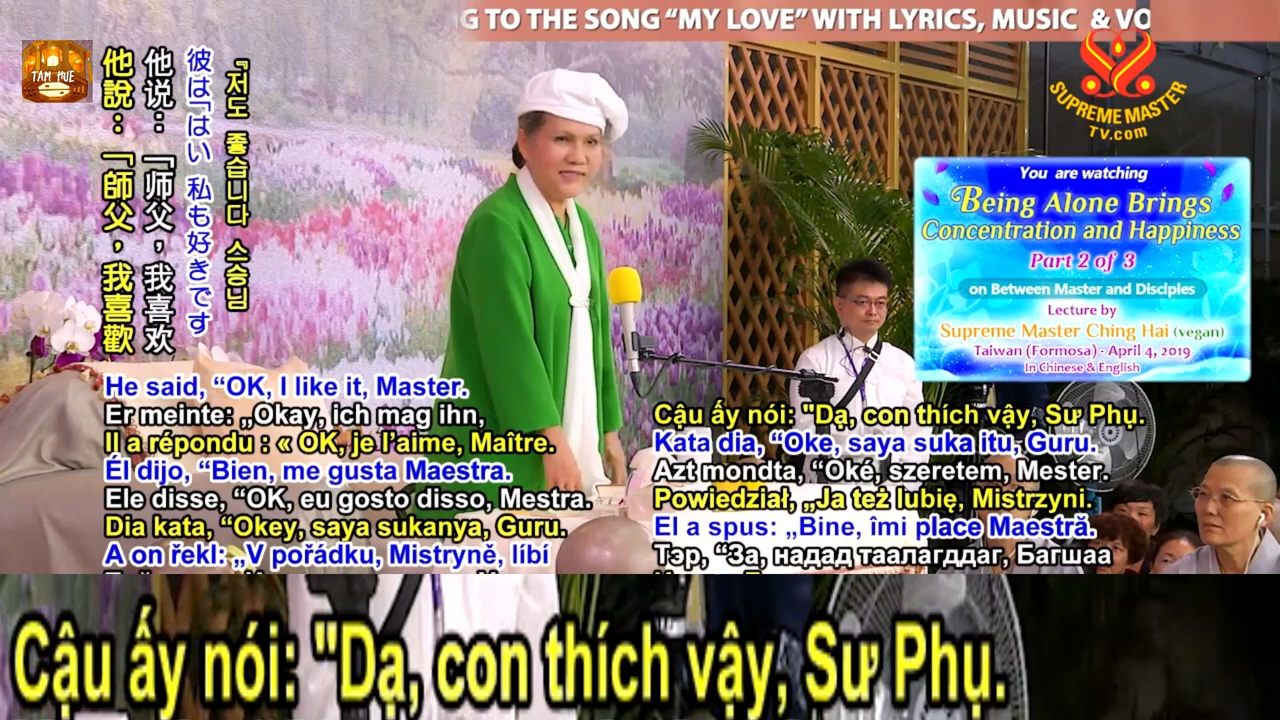 G TO THE SONG “MY LOVE” WITH LYRICS, MUSIC & VO
TÂM HUỆ
SUPREME MASTER
TV.com
他說：「師父，我喜歡
他说：「师父，我喜欢
彼は「はい 私も好きです
『저도 좋습니다 스승님
You are watching
Being Alone Brings
Concentration and Happiness
Part 2 of 3
on Between Master and Disciples
Lecture by
Supreme Master Ching Hai (vegan)
Taiwan (Formosa) - April 4, 2019
In Chinese & English
He said, “OK, I like it, Master.
Er meinte: „Okay, ich mag ihn,
Il a répondu : « OK, je l’aime, Maître.
Él dijo, “Bien, me gusta Maestra.
Ele disse, “OK, eu gosto disso, Mestra.
Dia kata, “Okey, saya sukanya, Guru.
A on řekl: „V pořádku, Mistryně, líbí
Cậu ấy nói: "Dạ, con thích vậy, Sư Phụ.
Kata dia, “Oke, saya suka itu, Guru.
Azt mondta, “Oké, szeretem, Mester.
Powiedział, „Ja też lubię, Mistrzyni.
El a spus: „Bine, îmi place Maestră.
Тэр, “За, надад таалагддаг, Багшаа
Cậu ấy nói: "Dạ, con thích vậy, Sư Phụ.